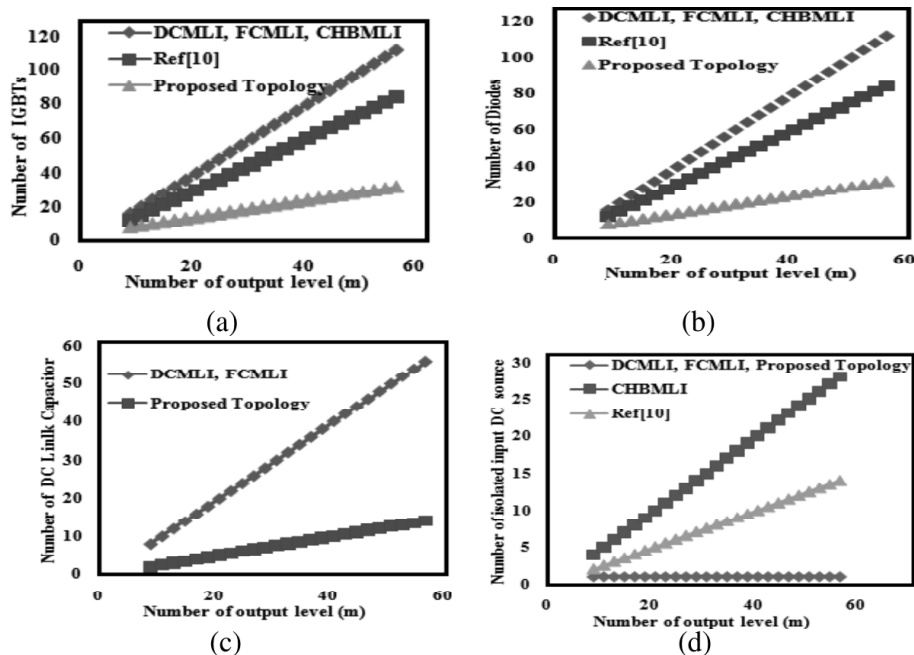 120
100
80
60
40
20
0
Number of IGBTs
DCMLI, FCMLI, CHBMLI
Ref[10]
Proposed Topology
0 20 40 60
Number of output level (m)
(a)
120
100
80
60
40
20
0
Number of Diodes
DCMLI, FCMLI, CHBMLI
Ref[10]
Proposed Topology
0 20 40 60
Number of output level (m)
(b)
60
50
40
30
20
10
0
Number of DC Linlk Capacitor
DCMLI, FCMLI
Proposed Topology
0 20 40 60
Number of output level (m)
(c)
30
25
20
15
10
5
0
Number of isolated input DC source
DCMLI, FCMLI, Proposed Topology
CHBMLI
Ref[10]
0 20 40 60
Number of output level (m)
(d)